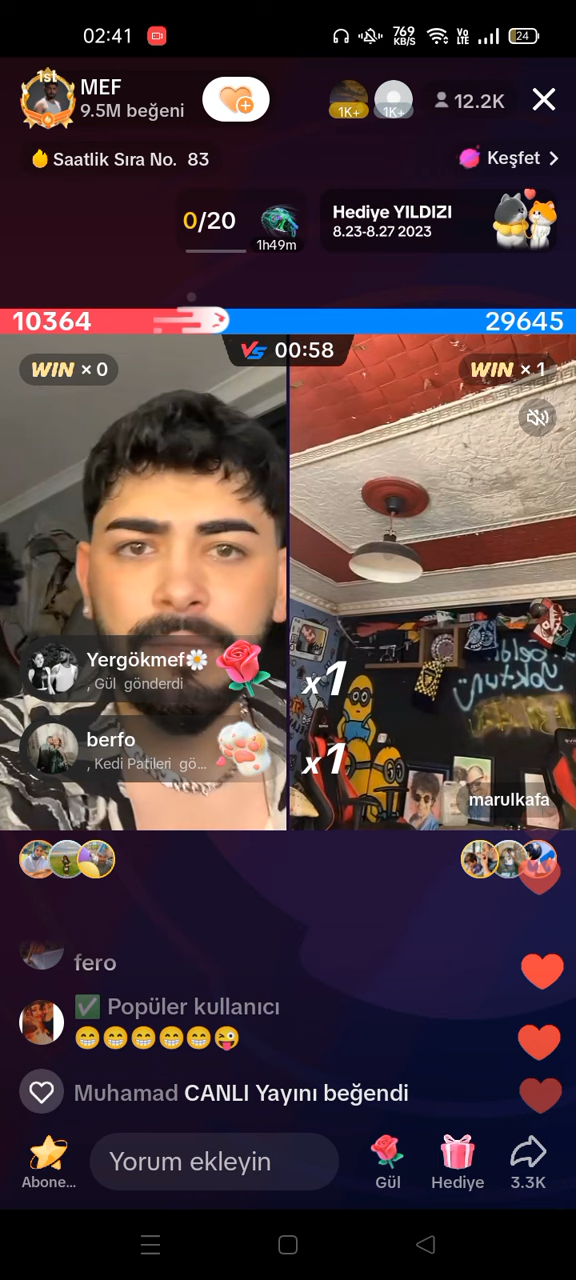 02:41
769
KB/S
Vo
LTE
24
1st
MEF
9.5M beğeni
1K+
1K+
12.2K
Saatlik Sıra No. 83
Keşfet
0/20
1h49m
Hediye YILDIZI
8.23-8.27 2023
10364
29645
VS 00:58
WIN × 0
WIN × 1
Yergökmef
, Gül gönderdi
x1
berfo
, Kedi Patileri gö...
x1
marulkafa
fero
✅ Popüler kullanıcı
😁😁😁😁😁😜
Muhamad CANLI Yayını beğendi
Abone...
Yorum ekleyin
Gül
Hediye
3.3K